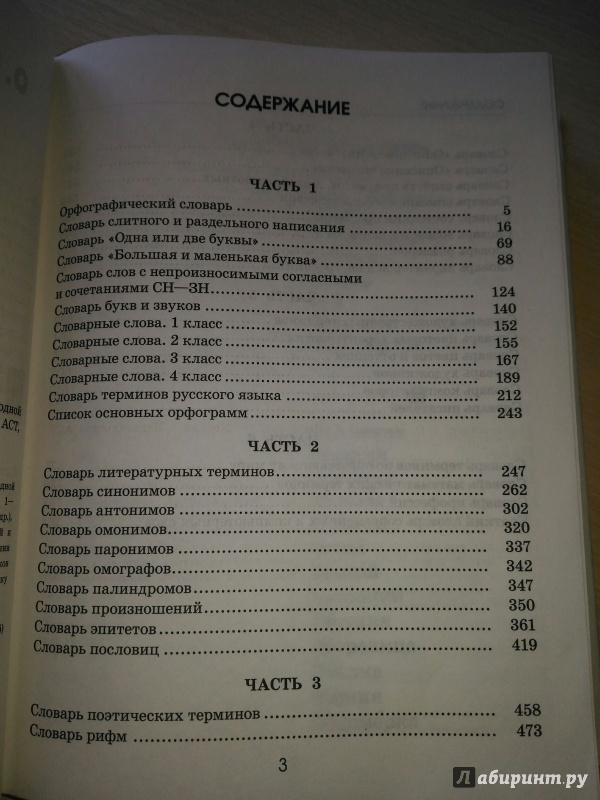 СОДЕРЖАНИЕ
ЧАСТЬ 1
Орфографический словарь 5
Словарь слитного и раздельного написания 16
Словарь «Одна или две буквы» 69
Словарь «Большая и маленькая буква» 88
Словарь слов с непроизносимыми согласными
и сочетаниями СН—ЗН 124
Словарь букв и звуков 140
Словарные слова. 1 класс 152
Словарные слова. 2 класс 155
Словарные слова. 3 класс 167
Словарные слова. 4 класс 189
Словарь терминов русского языка 212
Список основных орфограмм 243
ЧАСТЬ 2
Словарь литературных терминов 247
Словарь синонимов 262
Словарь антонимов 302
Словарь омонимов 320
Словарь паронимов 337
Словарь омографов 342
Словарь палиндромов 347
Словарь произношений 350
Словарь эпитетов 361
Словарь пословиц 419
ЧАСТЬ 3
Словарь поэтических терминов 458
Словарь рифм 473
3
АСТ,
Лабиринт.ру